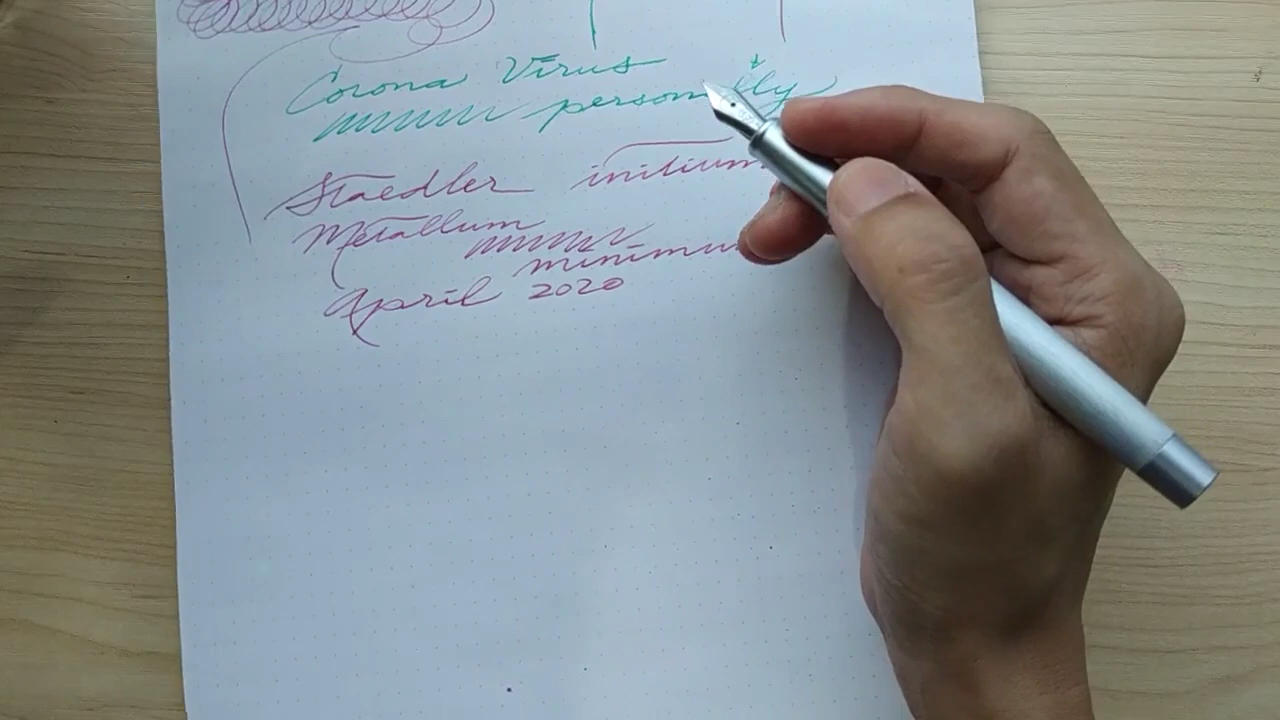 Corona Virus
personally
Staedler initium
Metallum
minimum
April 2020